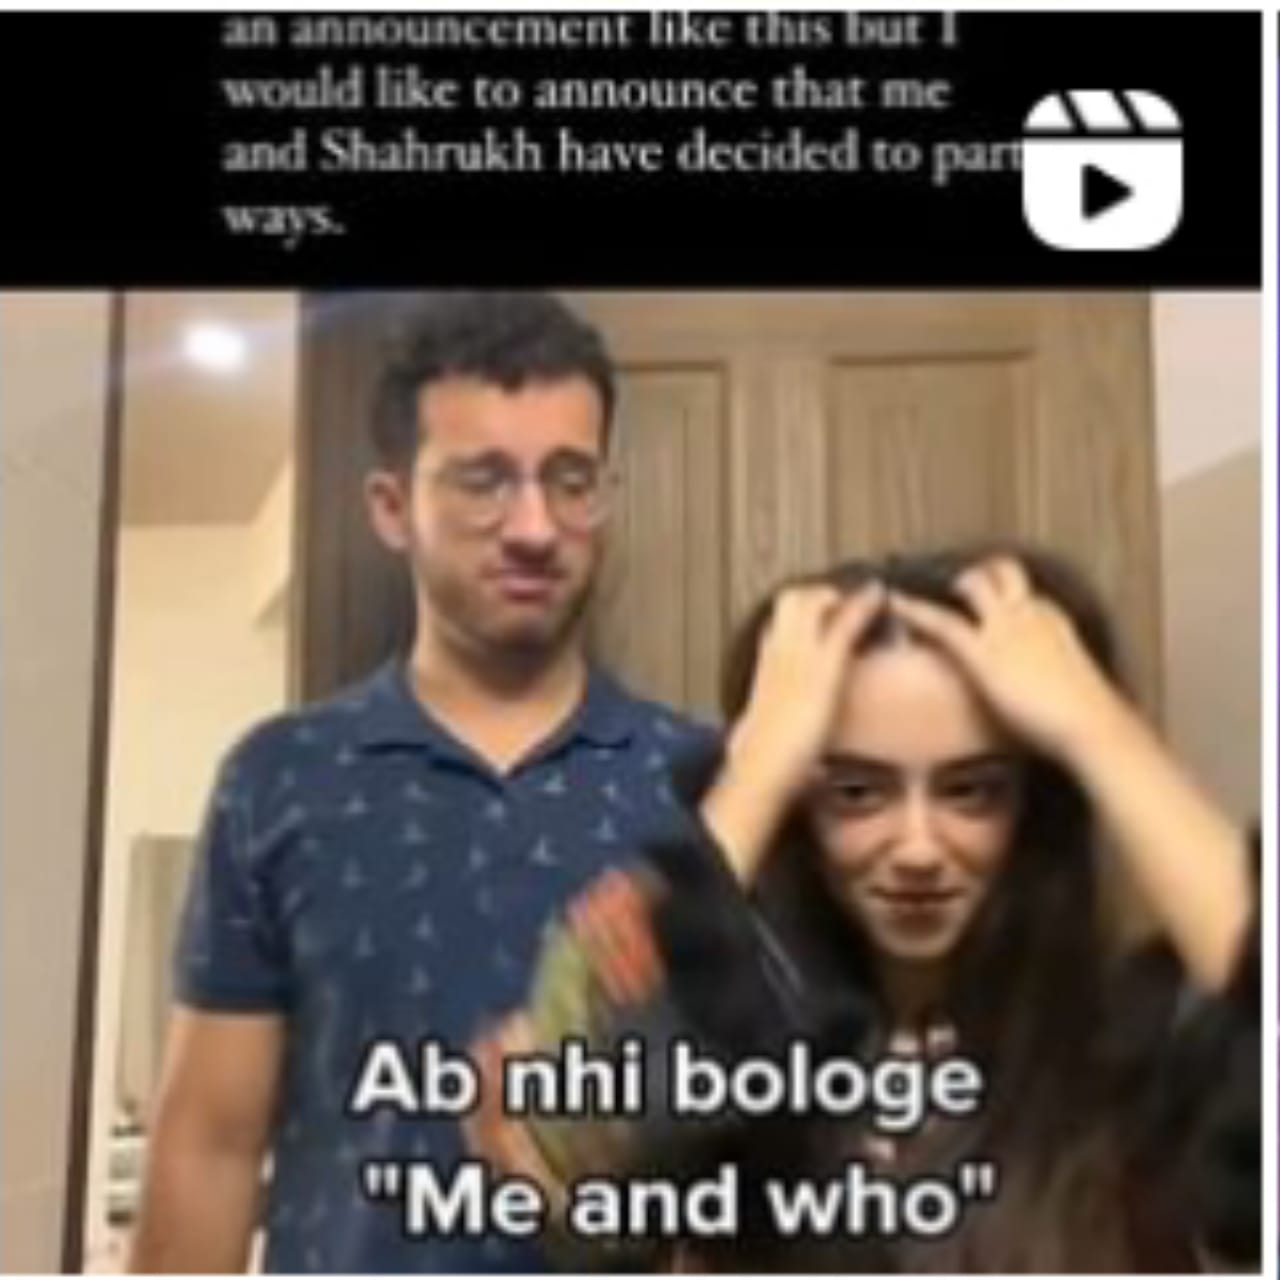 an announcement like this but I
would like to announce that me
and Shahrukh have decided to part
ways.
Ab nhi bologe
"Me and who"